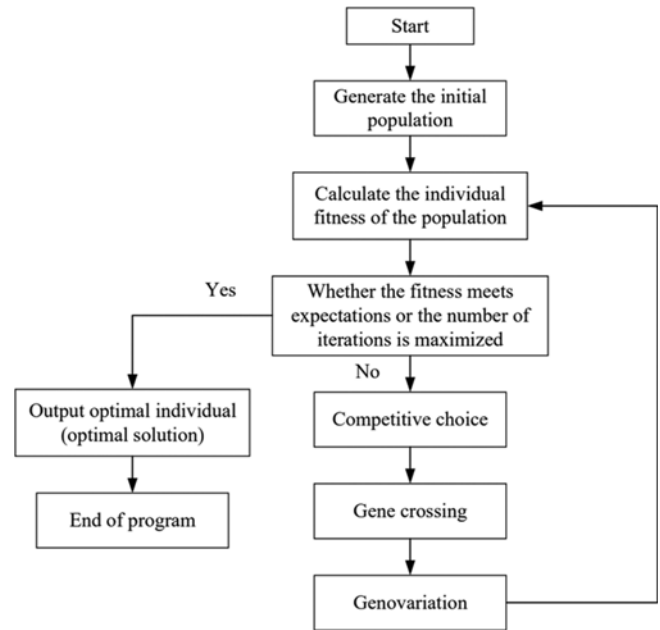 Start
Generate the initial
population
Calculate the individual
fitness of the population
Yes
Whether the fitness meets
expectations or the number of
iterations is maximized
No
Output optimal individual
(optimal solution)
Competitive choice
End of program
Gene crossing
Genovariation